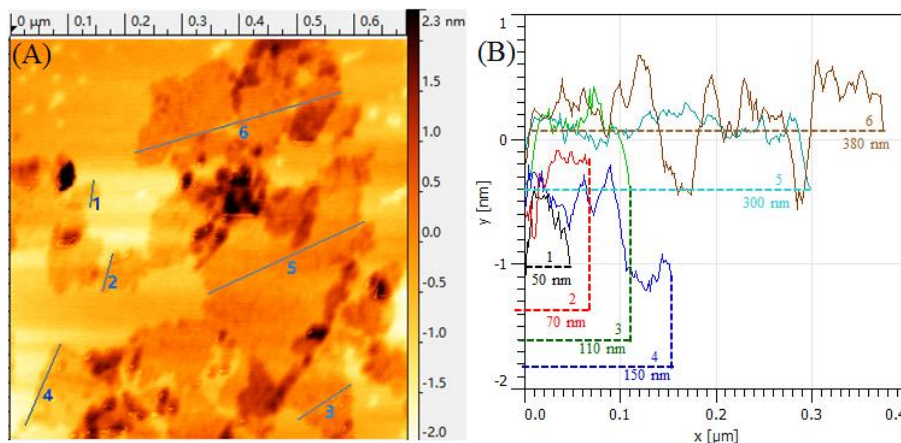 0 μm 0.1 0.2 0.3 0.4 0.5 0.6
2.3 nm
1.5
1.0
0.5
0.0
-0.5
-1.0
-1.5
-2.0
(A)
6
1
2
5
4
3
(B)
1
0
-1
-2
y [nm]
6
380 nm
5
300 nm
1
50 nm
2
70 nm
3
110 nm
4
150 nm
0.0 0.1 0.2 0.3 0.4
x [μm]